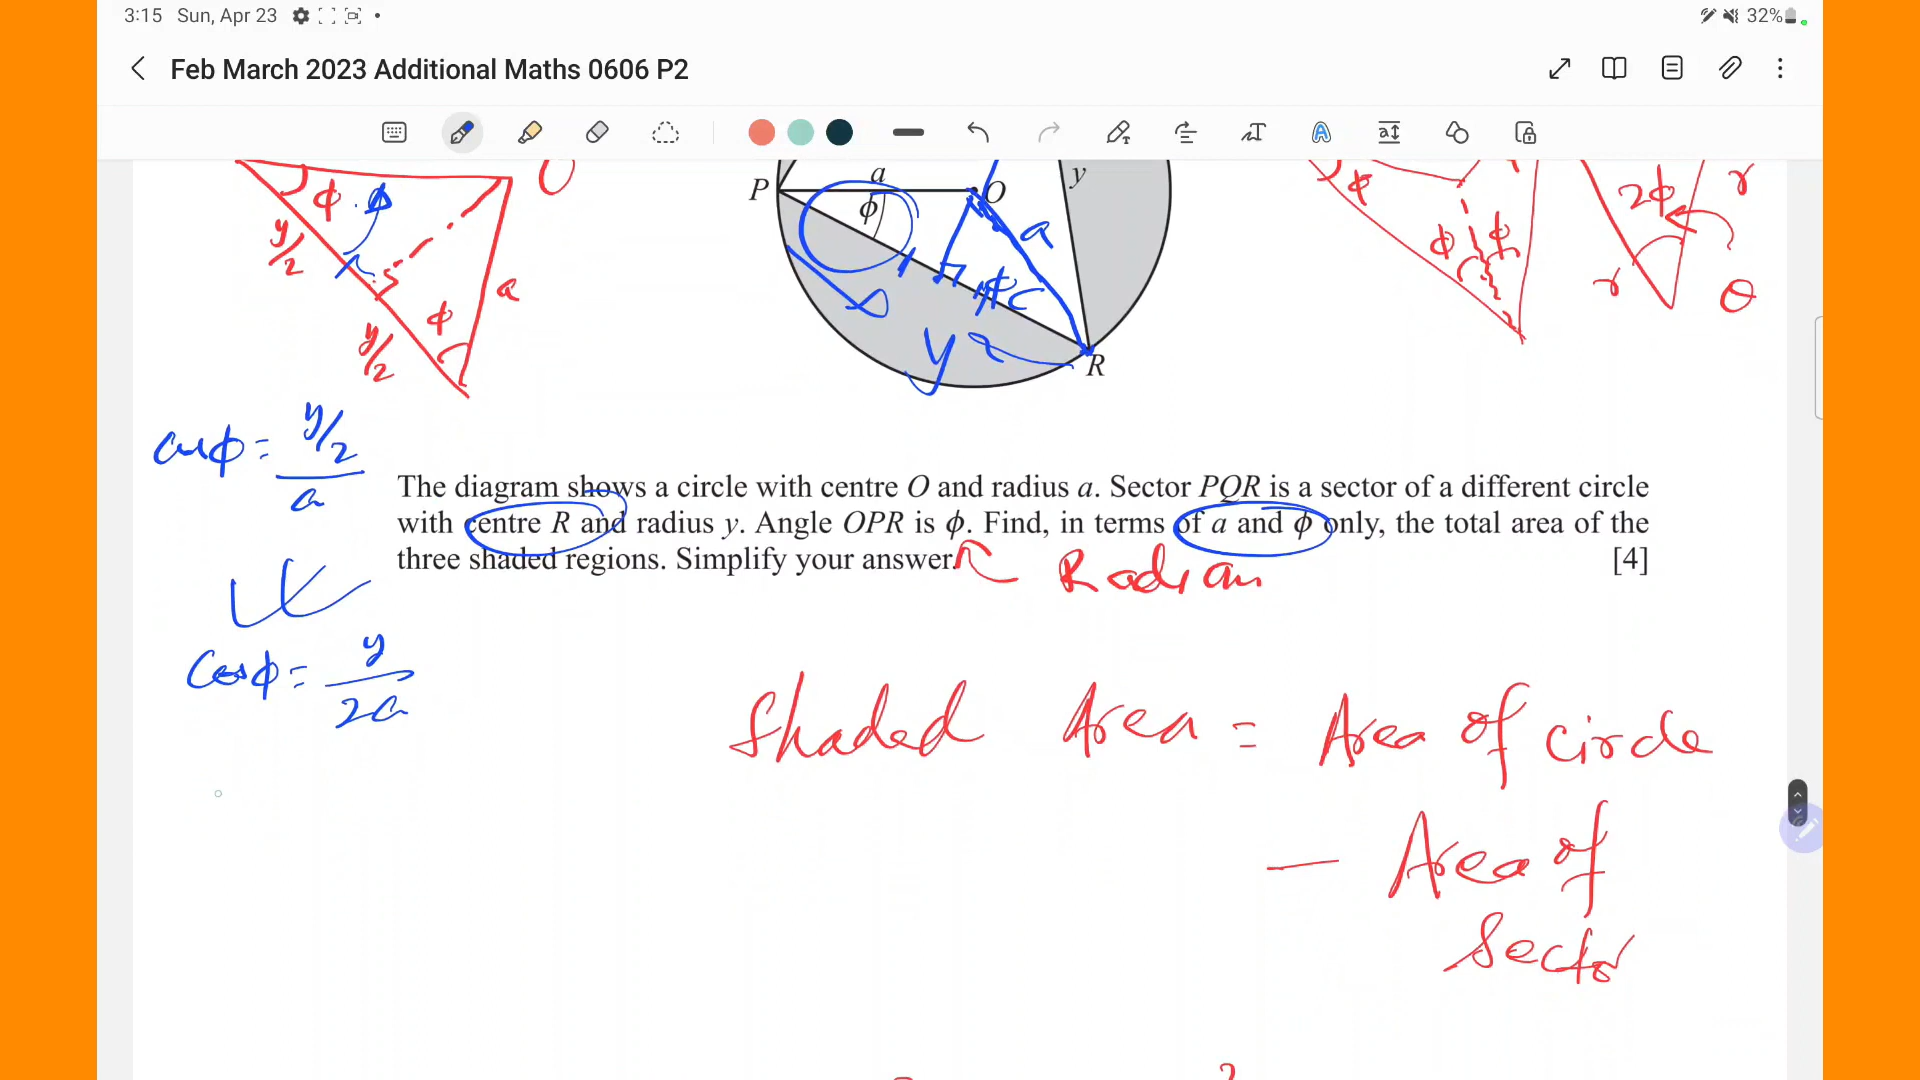 3:15 Sun, Apr 23
32%
Feb March 2023 Additional Maths 0606 P2
a
P
O
y
ϕ
ϕ
ϕ
O
ϕ
2ϕ
r
y/2
a
ϕ
ϕ
a
ϕ
r
θ
ϕ
y
R
y/2
cosϕ = y/2
a
The diagram shows a circle with centre O and radius a. Sector PQR is a sector of a different circle
with centre R and radius y. Angle OPR is ϕ. Find, in terms of a and ϕ only, the total area of the
three shaded regions. Simplify your answer. [4]
Radian
Cosϕ = y
2a
Shaded Area = Area of circle
— Area of
Sector